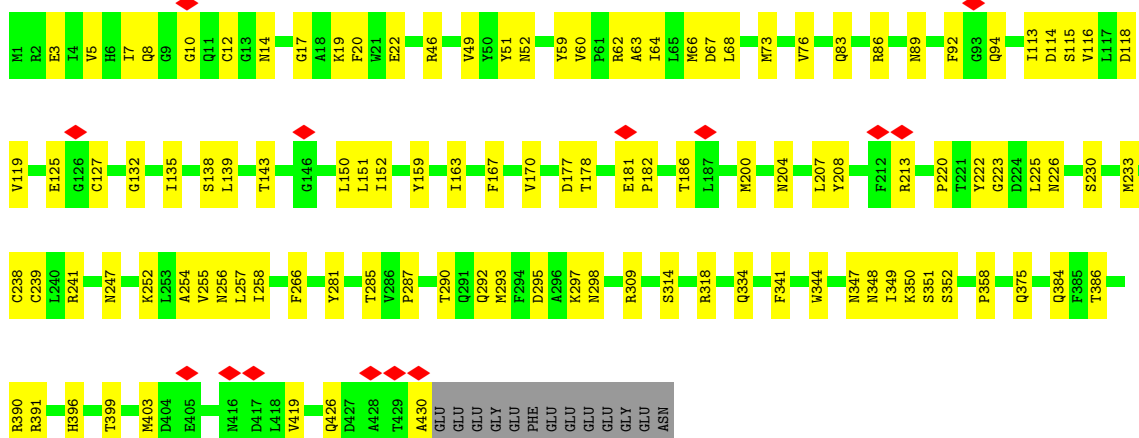 M1 R2 E3 I4 V5 H6 I7 Q8 G9 G10 Q11 C12 G13 N14 G17 A18 K19 F20 W21 E22 R46 V49 Y50 Y51 N52 Y59 V60 P61 R62 A63 I64 L65 M66 D67 L68 M73 V76 Q83 R86 N89 F92 G93 Q94 I113 D114 S115 V116 L117 D118
V119 E125 G126 C127 G132 I135 S138 L139 T143 G146 L150 L151 I152 Y159 I163 F167 V170 D177 T178 E181 P182 T186 L187 M200 N204 L207 Y208 F212 R213 P220 T221 Y222 G223 D224 L225 N226 S230 M233
C238 C239 L240 R241 N247 K252 L253 A254 V255 N256 L257 I258 F266 Y281 T285 V286 P287 T290 Q291 Q292 M293 F294 D295 A296 K297 N298 R309 S314 R318 Q334 F341 W344 N347 N348 I349 K350 S351 S352 P358 Q375 Q384 F385 T386
R390 R391 H396 T399 M403 D404 E405 N416 D417 L418 V419 Q426 D427 A428 T429 A430 GLU GLU GLU GLY GLU PHE GLU GLU GLU GLU GLY GLU ASN